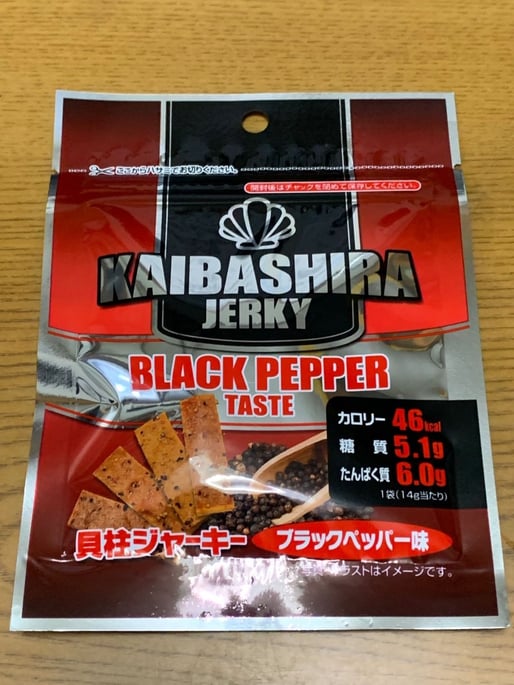 ここからハサミでお切りください。
開封後はチャックを閉めて保存してください。
KAIBASHIRA
JERKY
BLACK PEPPER
TASTE
カロリー 46kcal
糖質 5.1g
たんぱく質 6.0g
1袋(14g当たり)
貝柱ジャーキー ブラックペッパー味
イラストはイメージです。